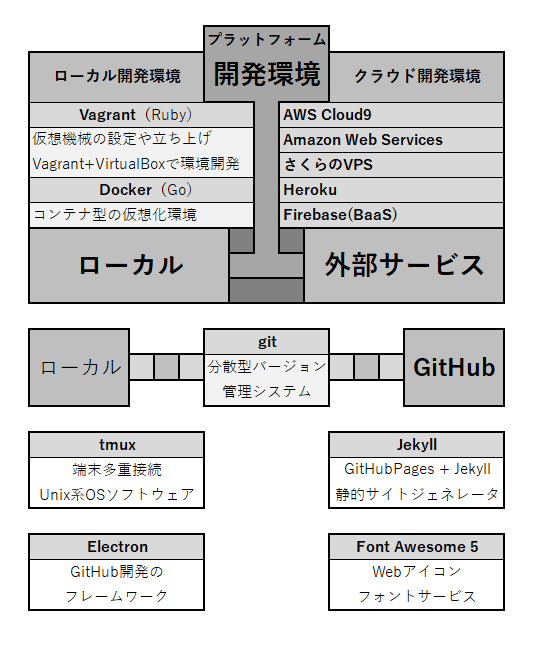 プラットフォーム
開発環境
ローカル開発環境
クラウド開発環境
Vagrant（Ruby）
仮想機械の設定や立ち上げ
Vagrant+VirtualBoxで環境開発
Docker（Go）
コンテナ型の仮想化環境
AWS Cloud9
Amazon Web Services
さくらのVPS
Heroku
Firebase(BaaS)
ローカル
外部サービス
ローカル
git
分散型バージョン
管理システム
GitHub
tmux
端末多重接続
Unix系OSソフトウェア
Jekyll
GitHubPages + Jekyll
静的サイトジェネレータ
Electron
GitHub開発の
フレームワーク
Font Awesome 5
Webアイコン
フォントサービス